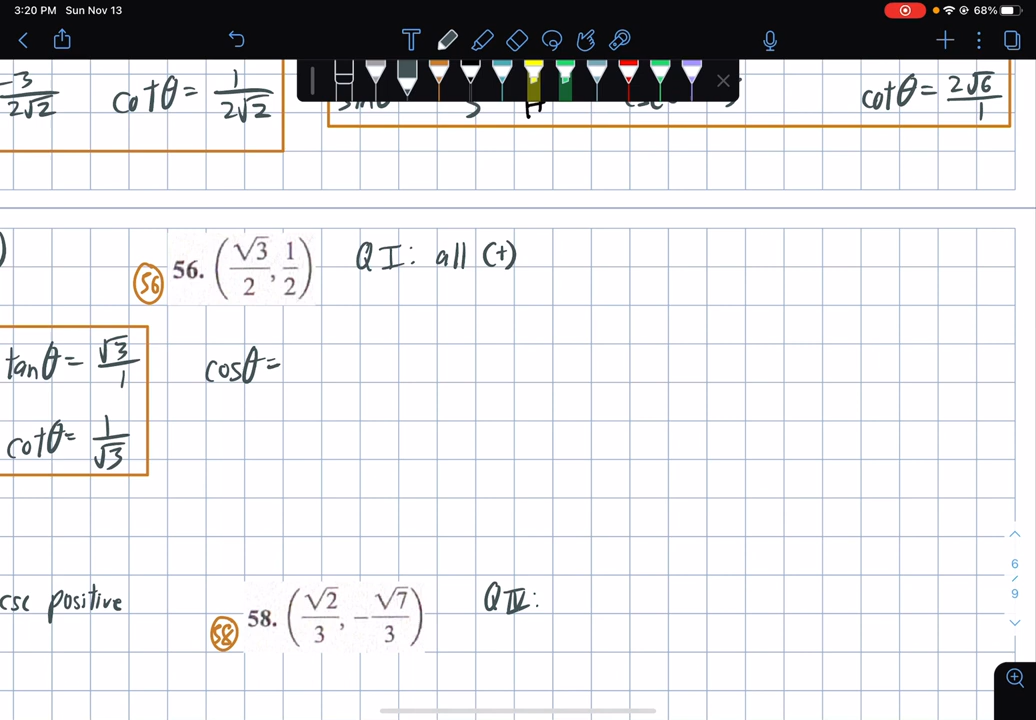 3:20 PM Sun Nov 13 68%
-3/2√2 cotθ = 1/2√2 cotθ = 2√6/1
56 56. (√3/2, 1/2) Q I: all (+)
tanθ = √3/1 cosθ =
cotθ = 1/√3
6/9
csc positive 58 58. (√2/3, -√7/3) Q IV: